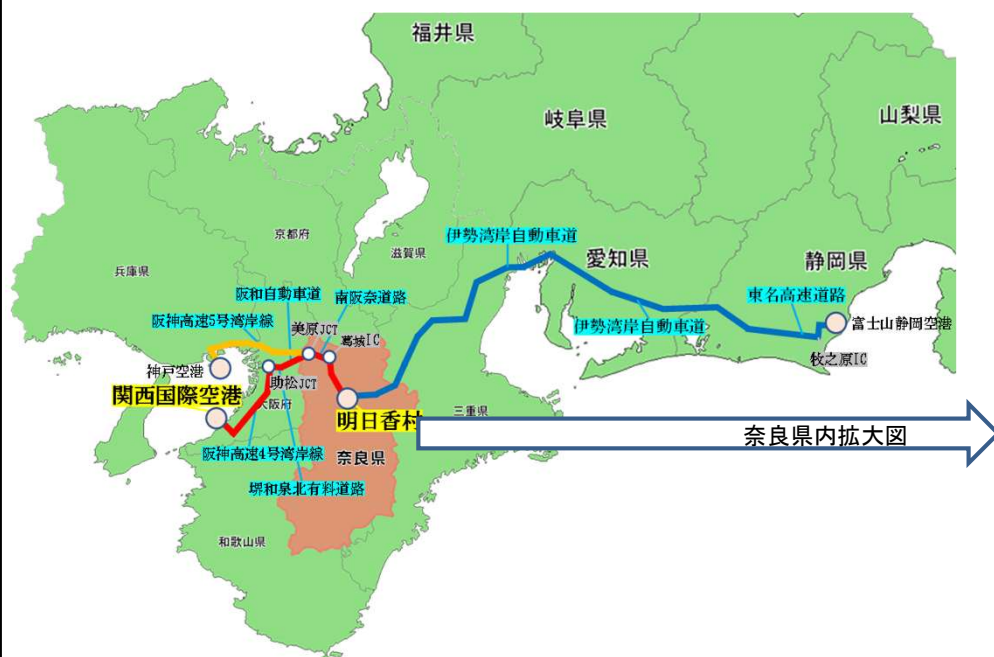 福井県
岐阜県
山梨県
京都府
滋賀県
伊勢湾岸自動車道
愛知県
静岡県
兵庫県
阪和自動車道
南阪奈道路
東名高速道路
阪神高速5号湾岸線
美原JCT
葛城IC
伊勢湾岸自動車道
富士山静岡空港
神戸空港
助松JCT
牧之原IC
関西国際空港
大阪府
明日香村
三重県
奈良県内拡大図
阪神高速4号湾岸線
奈良県
堺和泉北有料道路
和歌山県